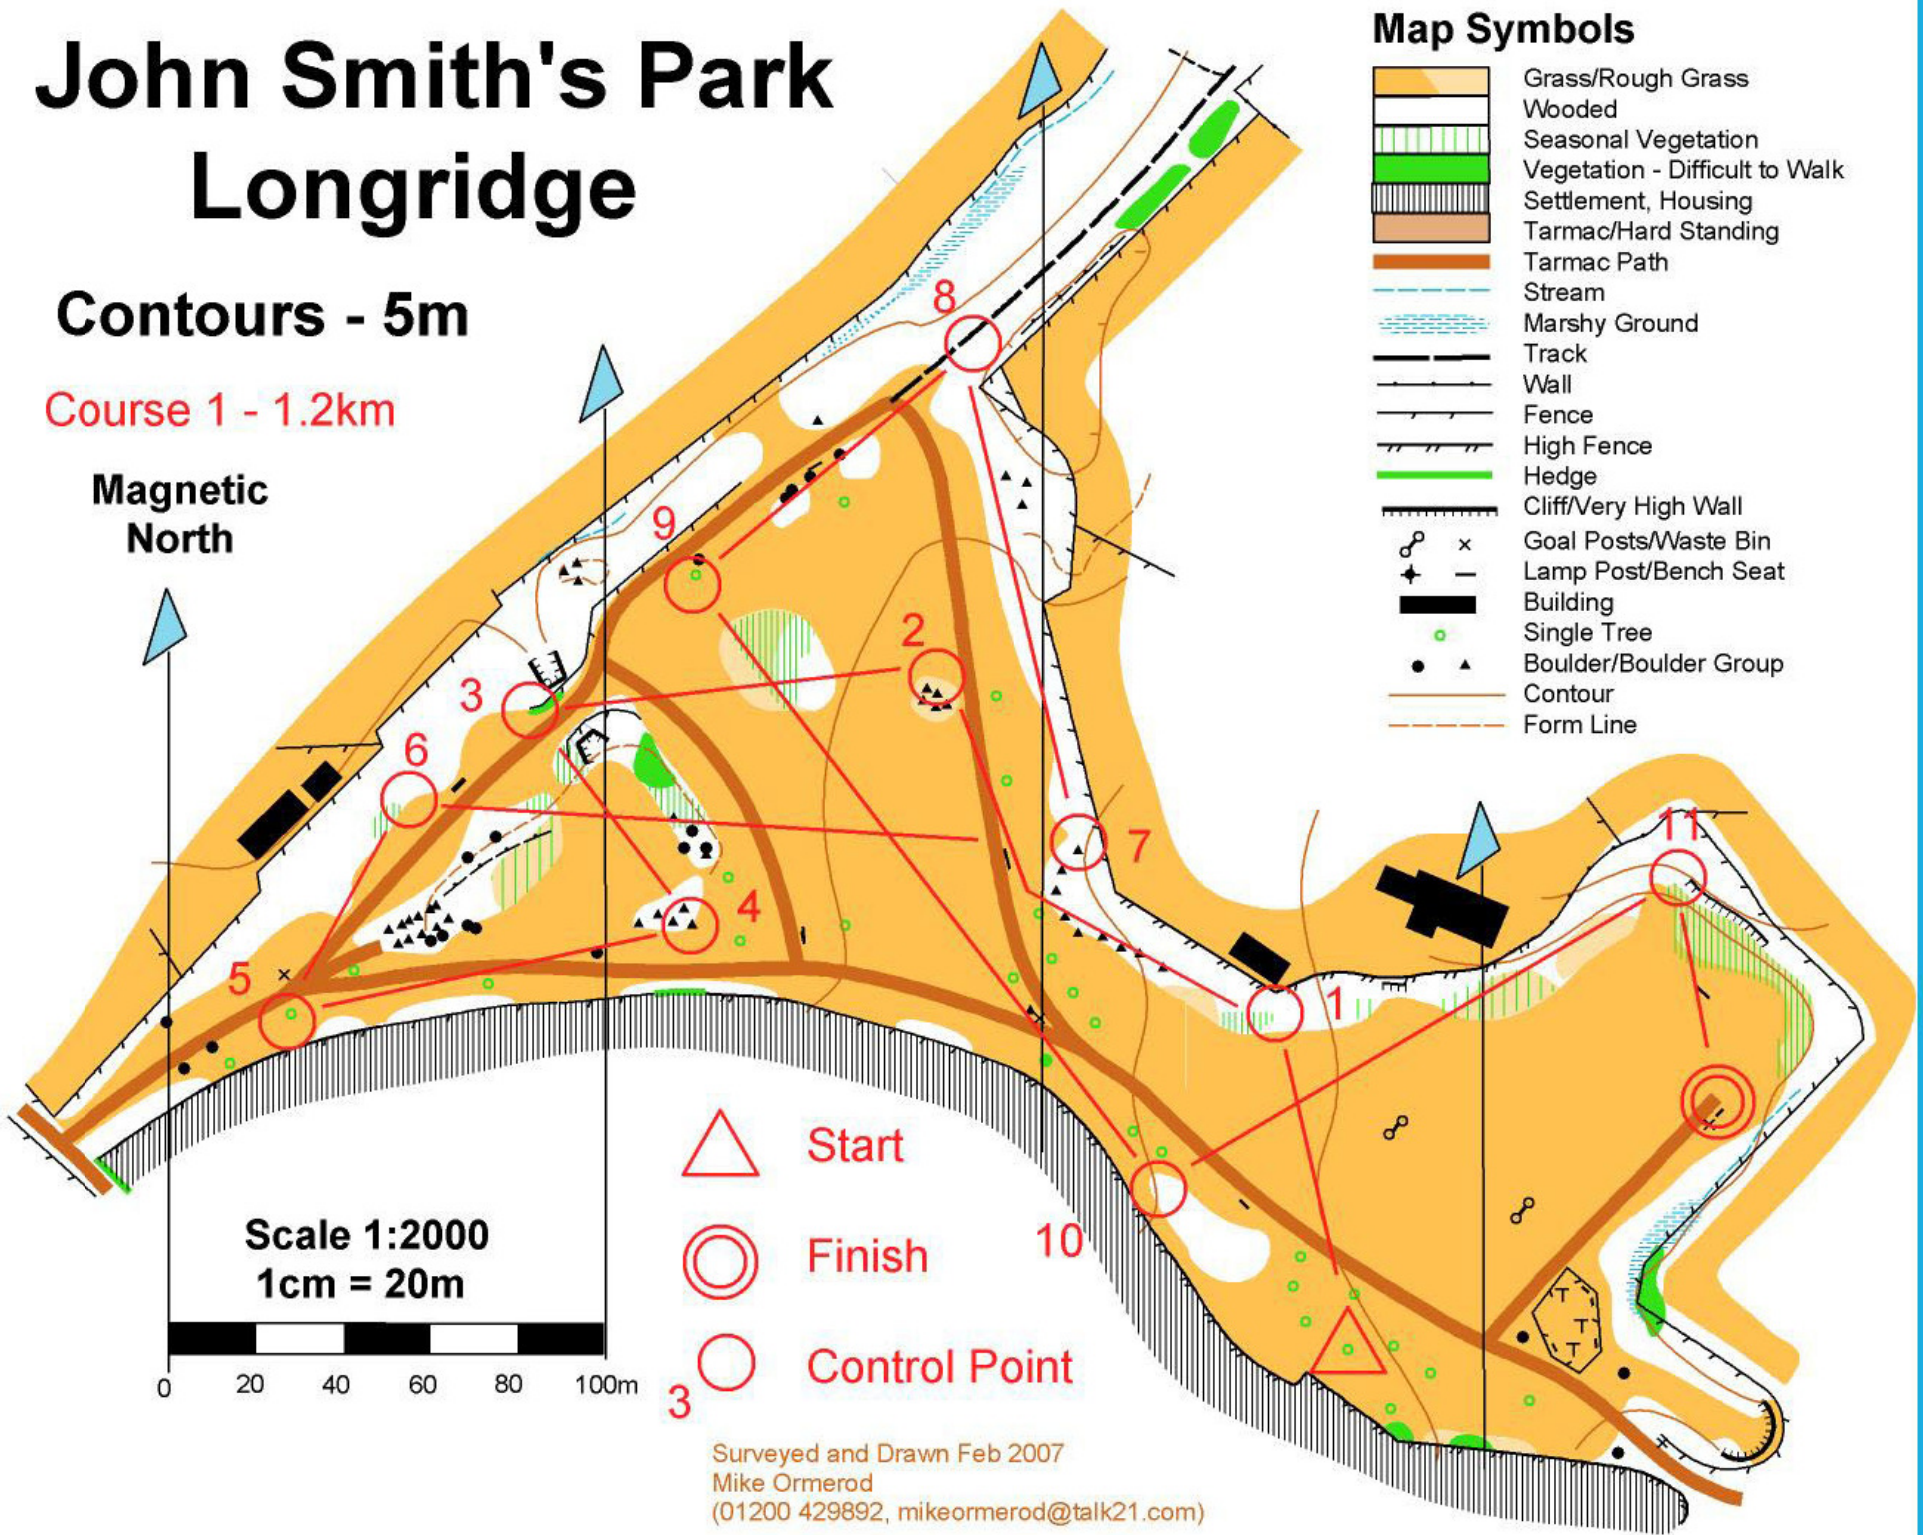 John Smith's Park
Longridge
Contours - 5m
Course 1 - 1.2km
Magnetic
North
Map Symbols
Grass/Rough Grass
Wooded
Seasonal Vegetation
Vegetation - Difficult to Walk
Settlement, Housing
Tarmac/Hard Standing
Tarmac Path
Stream
Marshy Ground
Track
Wall
Fence
High Fence
Hedge
Cliff/Very High Wall
Goal Posts/Waste Bin
Lamp Post/Bench Seat
Building
Single Tree
Boulder/Boulder Group
Contour
Form Line
8
9
2
3
6
7
11
4
5
1
10
Start
Finish
Control Point
3
Scale 1:2000
1cm = 20m
0 20 40 60 80 100m
Surveyed and Drawn Feb 2007
Mike Ormerod
(01200 429892, mikeormerod@talk21.com)